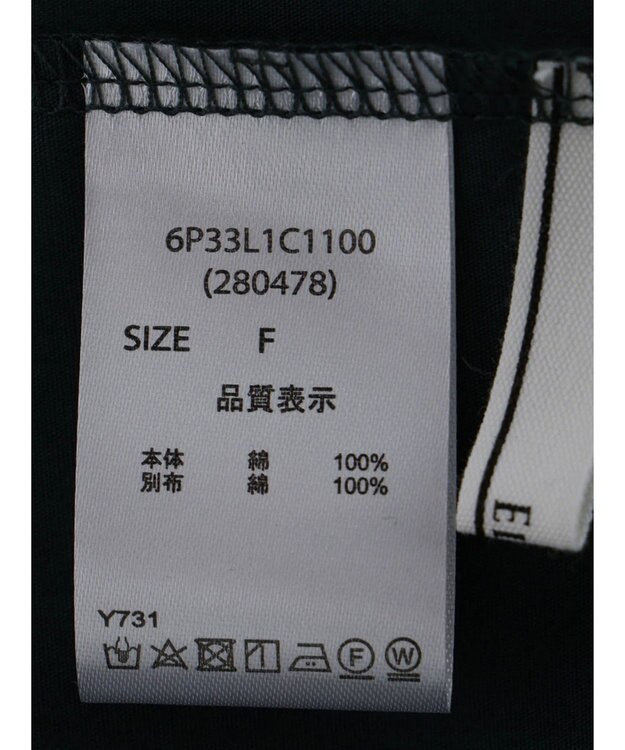 6P33L1C1100
(280478)
SIZE F
品質表示
本体 綿 100%
別布 綿 100%
Y731
F W